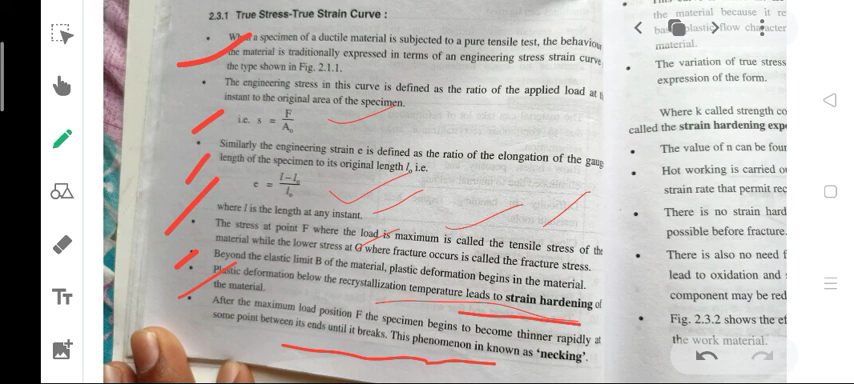 2.3.1 True Stress-True Strain Curve :
• a specimen of a ductile material is subjected to a pure tensile test, the behaviou
the material is traditionally expressed in terms of an engineering stress strain curve
the type shown in Fig. 2.1.1.
• The engineering stress in this curve is defined as the ratio of the applied load at
instant to the original area of the specimen.
i.e. s = F / A₀
• Similarly the engineering strain e is defined as the ratio of the elongation of the gaug
length of the specimen to its original length l₀ i.e.
e = l – l₀ / l₀
where l is the length at any instant.
• The stress at point F where the load is maximum is called the tensile stress of the
material while the lower stress at G where fracture occurs is called the fracture stress.
• Beyond the elastic limit B of the material, plastic deformation begins in the material.
• Plastic deformation below the recrystallization temperature leads to strain hardening of
the material.
• After the maximum load position F the specimen begins to become thinner rapidly at
some point between its ends until it breaks. This phenomenon in known as 'necking'.
the material because it re
plastic flow character
material.
• The variation of true stress
expression of the form.
Where k called strength co
called the strain hardening exp
• The value of n can be four
• Hot working is carried o
strain rate that permit rec
• There is no strain hard
possible before fracture.
• There is also no need f
lead to oxidation and
component may be red
• Fig. 2.3.2 shows the ef
the work material.
Tт